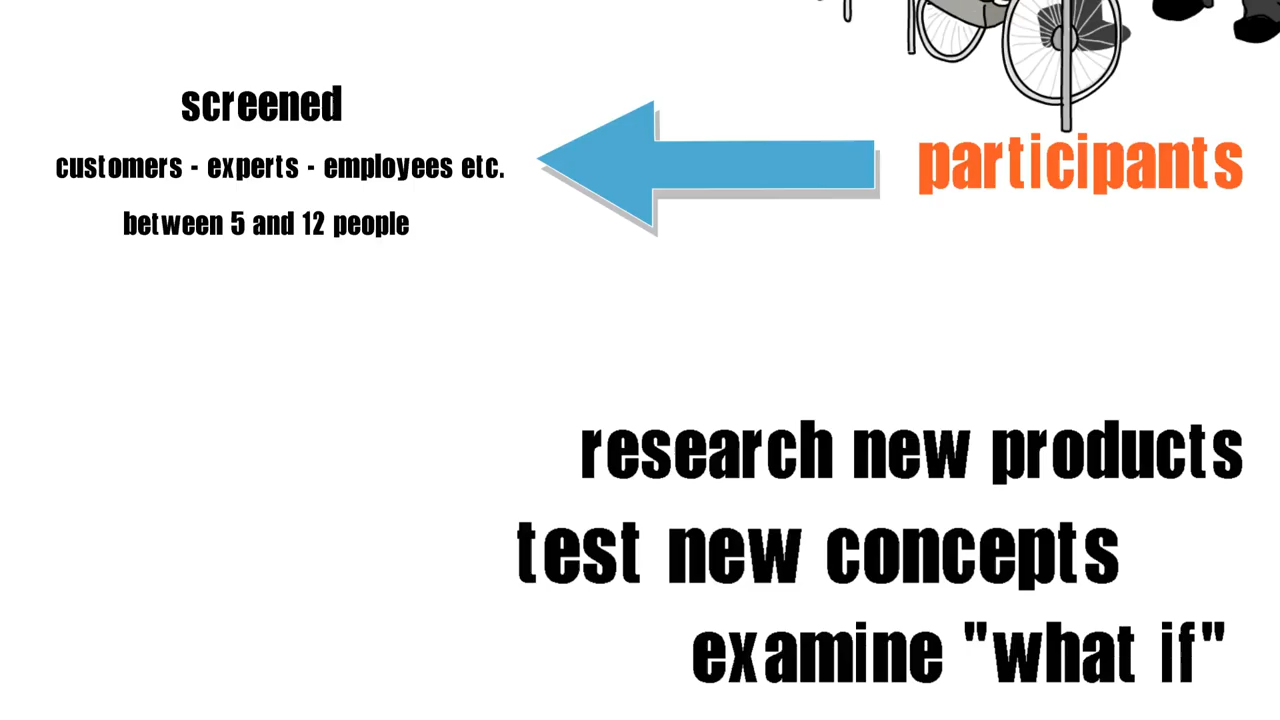 screened
customers - experts - employees etc.
between 5 and 12 people
participants
research new products
test new concepts
examine "what if"